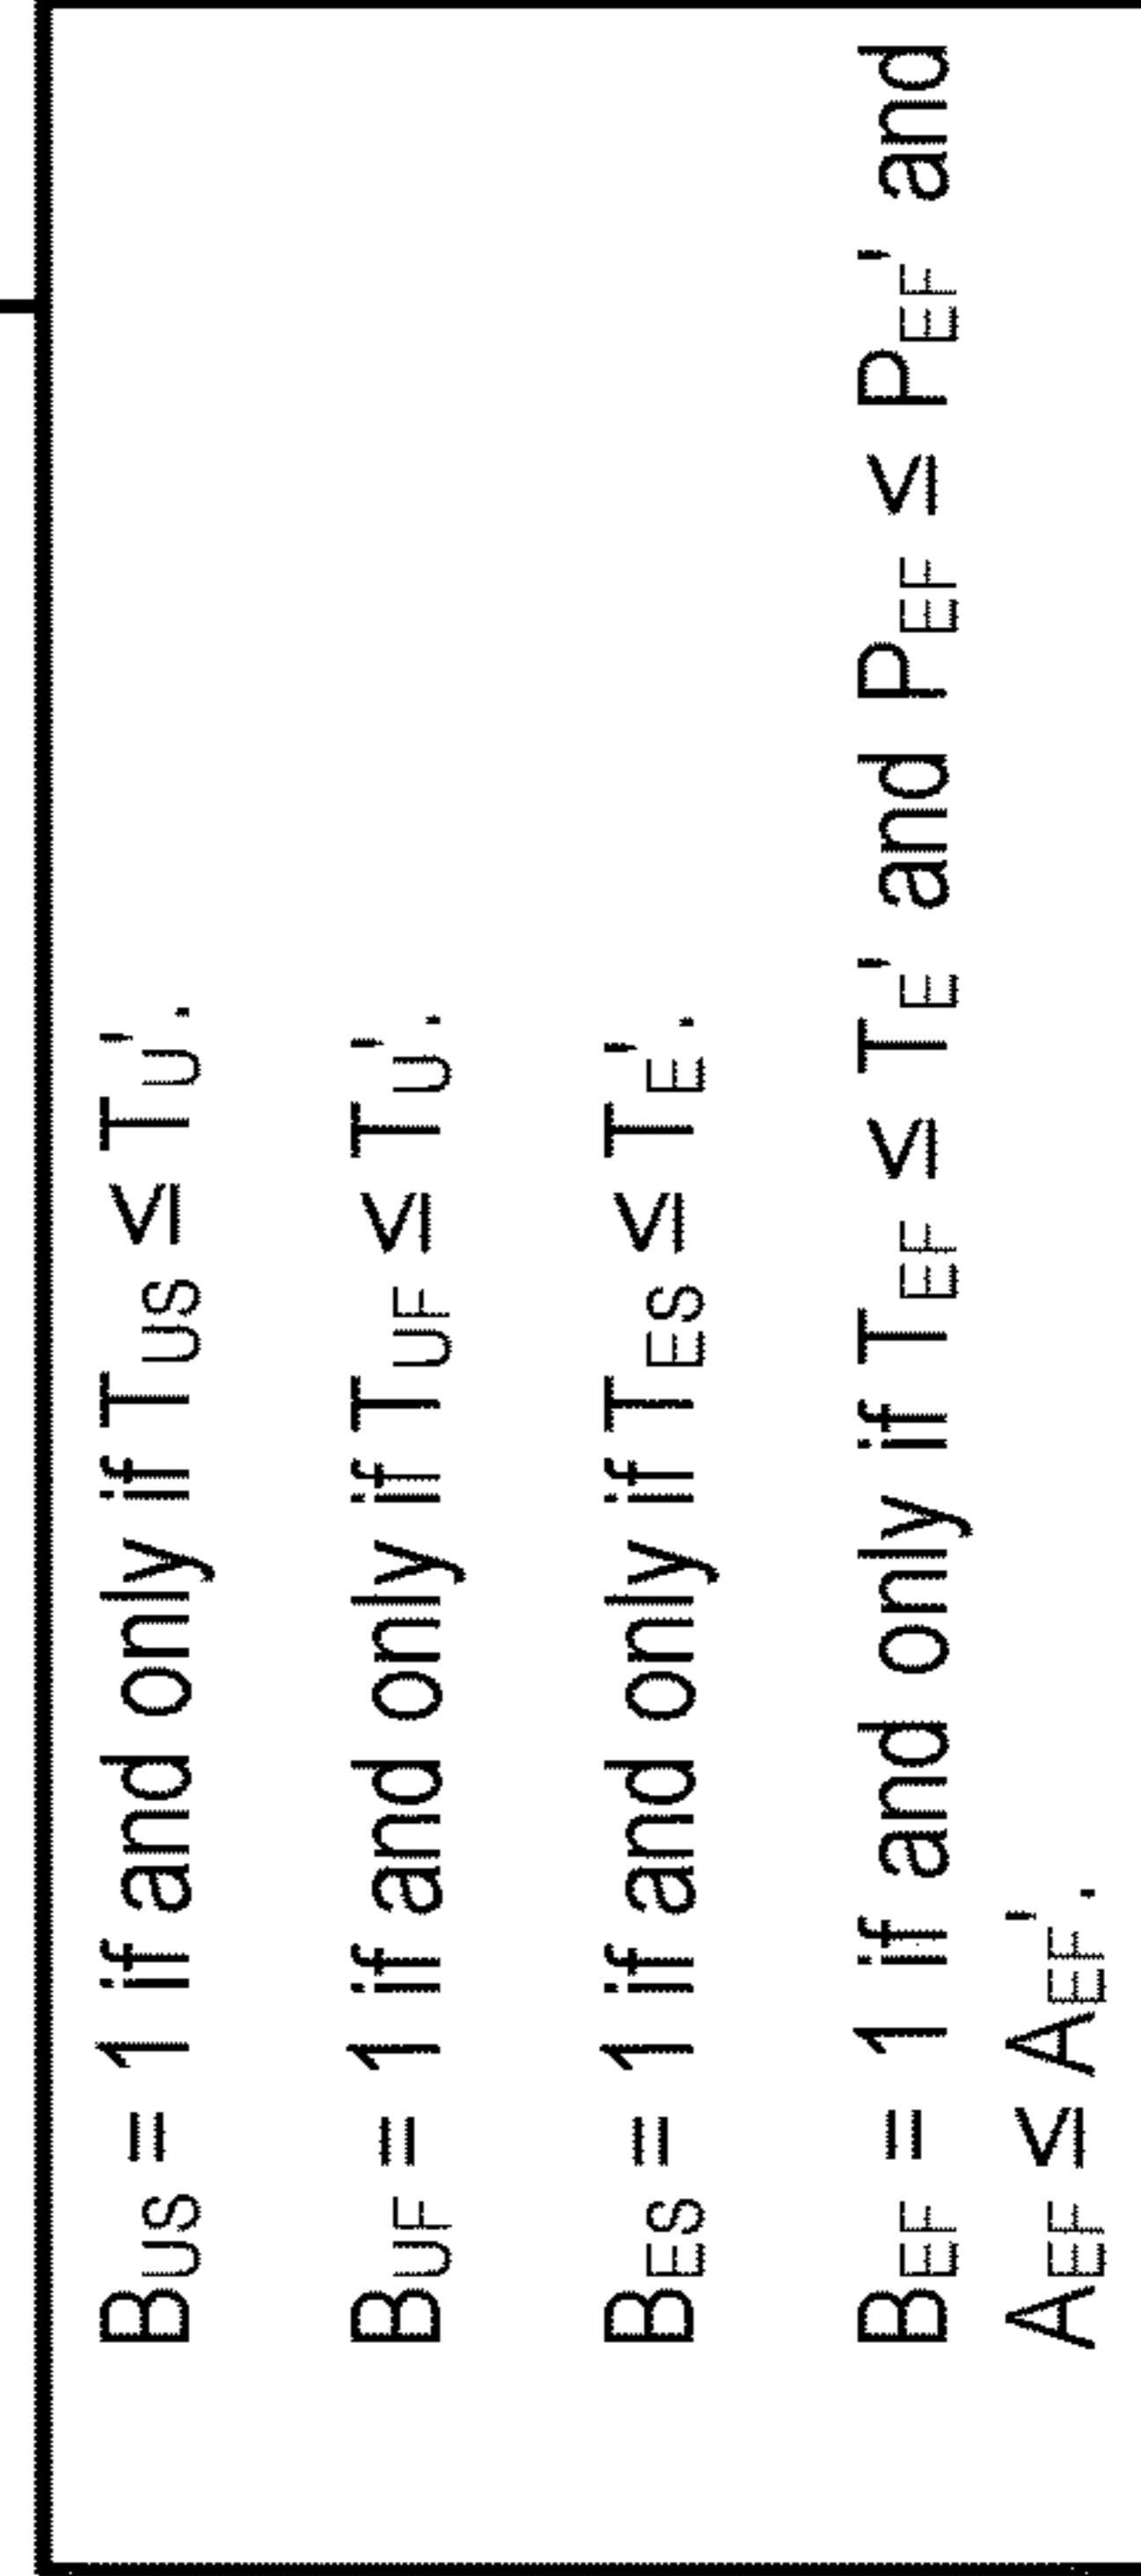 B_US = 1 if and only if T_US ≤ T_U'.
B_UF = 1 if and only if T_UF ≤ T_U'.
B_ES = 1 if and only if T_ES ≤ T_E'.
B_EF = 1 if and only if T_EF ≤ T_E' and P_EF ≤ P_EF' and
A_EF ≤ A_EF'.